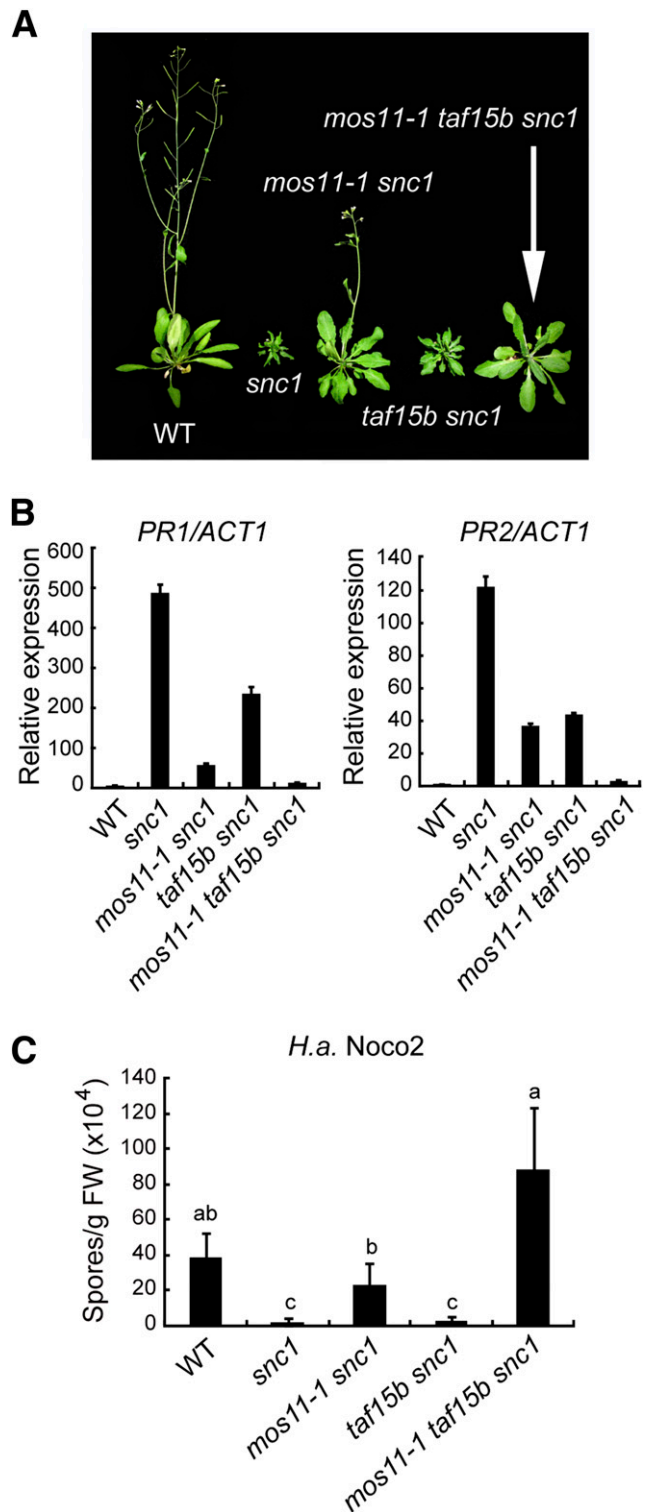 A
mos11-1 taf15b snc1
mos11-1 snc1
snc1
taf15b snc1
WT
B
PR1/ACT1
Relative expression
600
500
400
300
200
100
0
WT
snc1
mos11-1 snc1
taf15b snc1
mos11-1 taf15b snc1
PR2/ACT1
Relative expression
120
100
80
60
40
20
0
WT
snc1
mos11-1 snc1
taf15b snc1
mos11-1 taf15b snc1
C
H.a. Noco2
Spores/g FW (x10⁴)
140
120
100
80
60
40
20
0
ab
c
b
c
a
WT
snc1
mos11-1 snc1
taf15b snc1
mos11-1 taf15b snc1